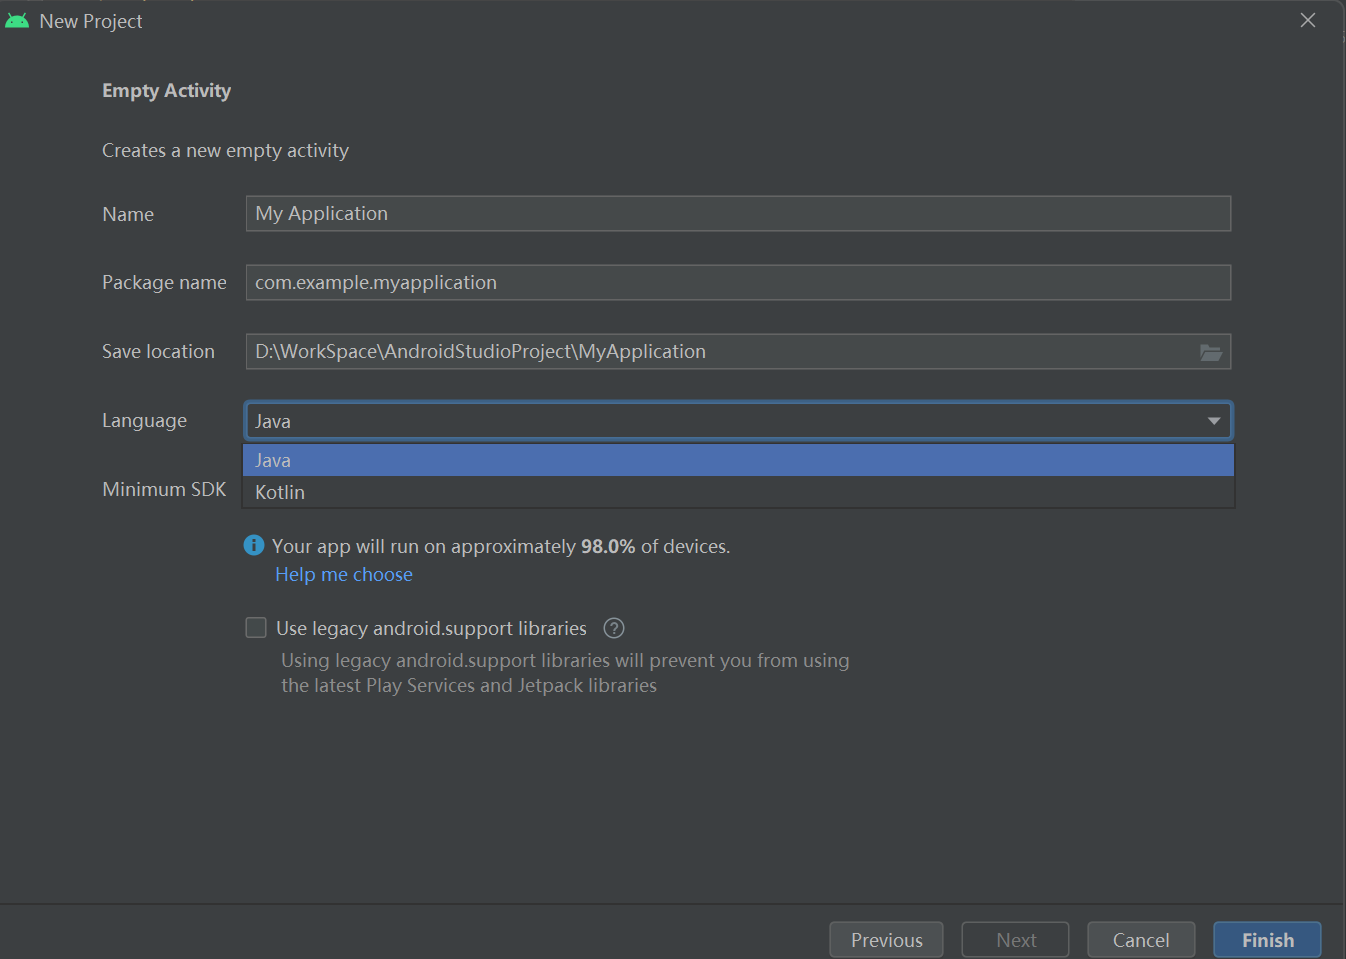 New Project
Empty Activity
Creates a new empty activity
Name
My Application
Package name
com.example.myapplication
Save location
D:\WorkSpace\AndroidStudioProject\MyApplication
Language
Java
Java
Minimum SDK
Kotlin
Your app will run on approximately 98.0% of devices.
Help me choose
Use legacy android.support libraries
Using legacy android.support libraries will prevent you from using
the latest Play Services and Jetpack libraries
Previous
Next
Cancel
Finish